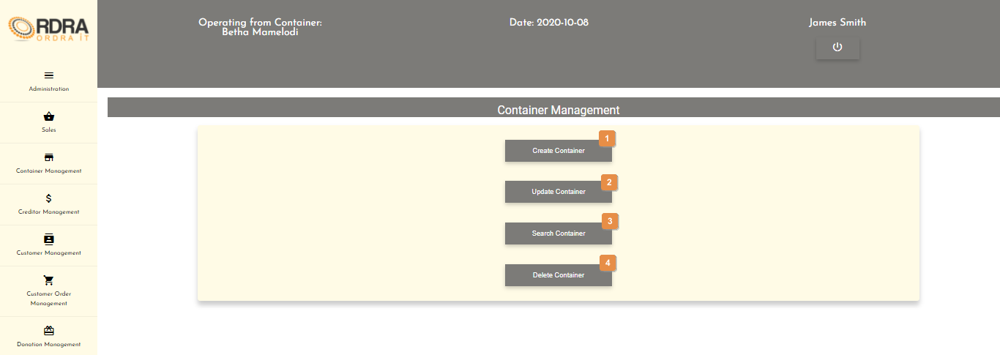 RDRA
ORDRA IT
Administration
Sales
Container Management
Creditor Management
Customer Management
Customer Order
Management
Donation Management
Operating from Container:
Betha Mamelodi
Date: 2020-10-08
James Smith
Container Management
1
Create Container
2
Update Container
3
Search Container
4
Delete Container